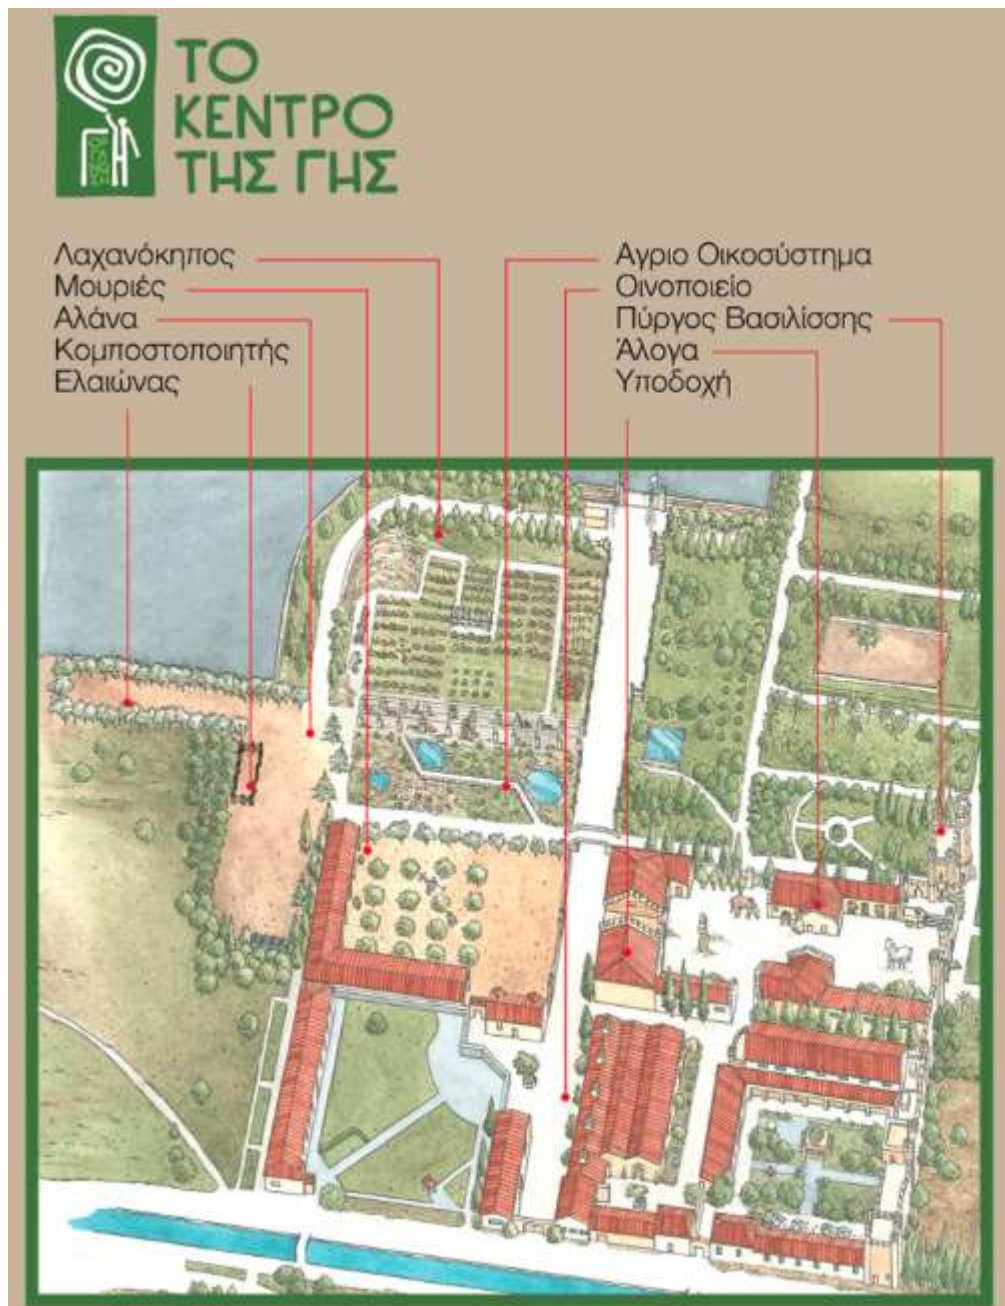 ΤΟ
ΚΕΝΤΡΟ
ΤΗΣ ΓΗΣ
Λαχανόκηπος
Μουριές
Αλάνα
Κομποστοποιητής
Ελαιώνας
Αγριο Οικοσύστημα
Οινοποιείο
Πύργος Βασιλίσσης
Άλογα
Υποδοχή